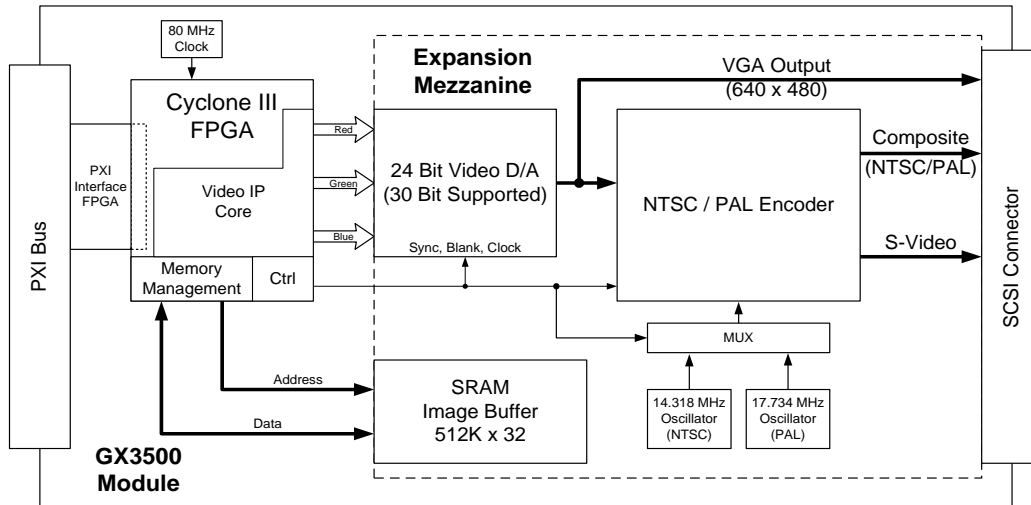 80 MHz
Clock
Expansion
Mezzanine
VGA Output
(640 x 480)
Cyclone III
FPGA
Red
Green
Blue
PXI
Interface
FPGA
Video IP
Core
24 Bit Video D/A
(30 Bit Supported)
Sync, Blank, Clock
NTSC / PAL Encoder
Composite
(NTSC/PAL)
S-Video
PXI Bus
SCSI Connector
Memory
Management
Ctrl
MUX
Address
Data
SRAM
Image Buffer
512K x 32
14.318 MHz
Oscillator
(NTSC)
17.734 MHz
Oscillator
(PAL)
GX3500
Module